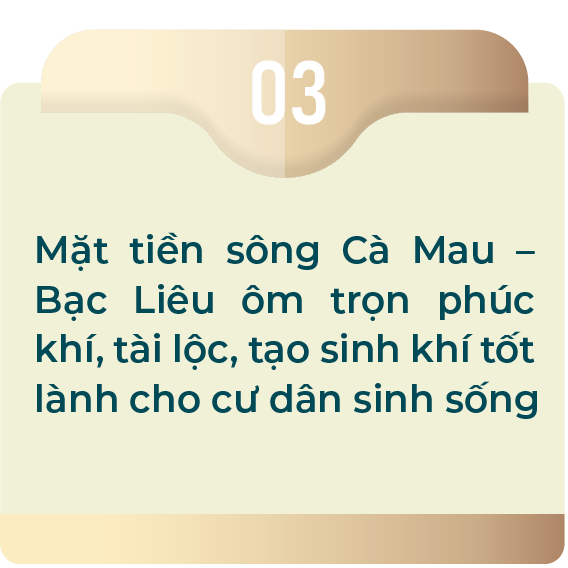 03
Mặt tiền sông Cà Mau –
Bạc Liêu ôm trọn phúc
khí, tài lộc, tạo sinh khí tốt
lành cho cư dân sinh sống